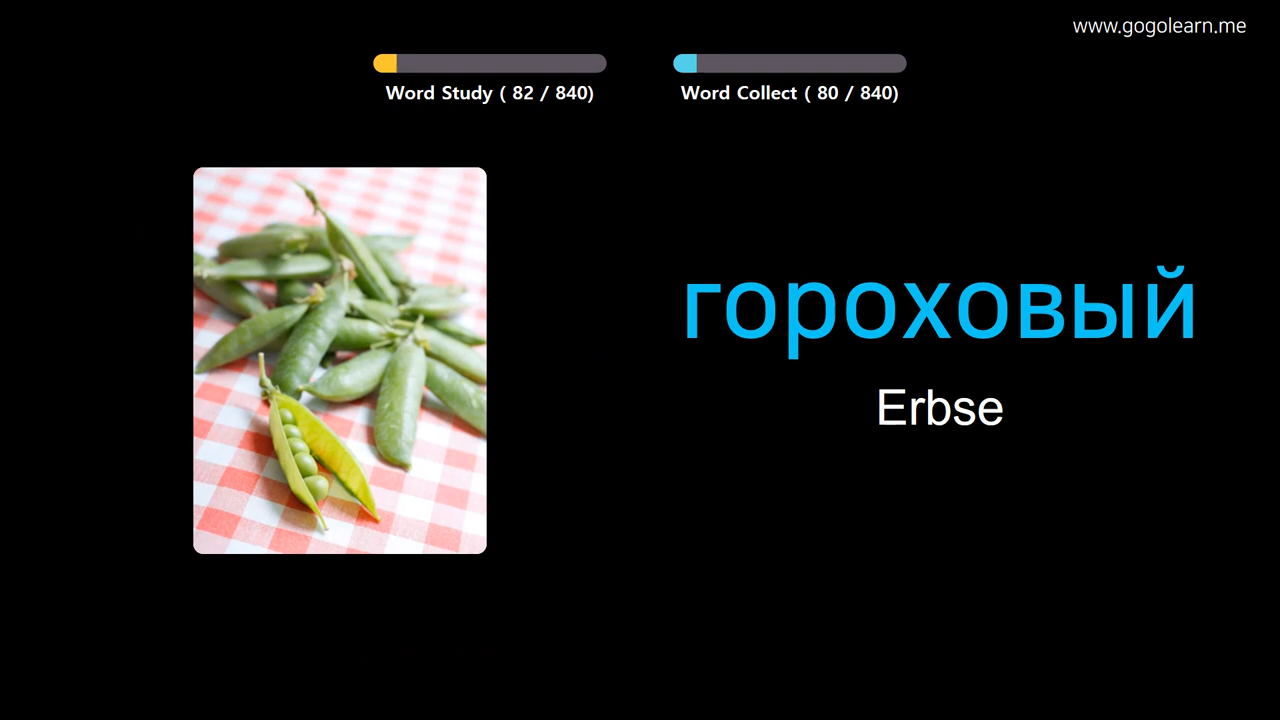 www.gogolearn.me
Word Study ( 82 / 840)
Word Collect ( 80 / 840)
гороховый
Erbse